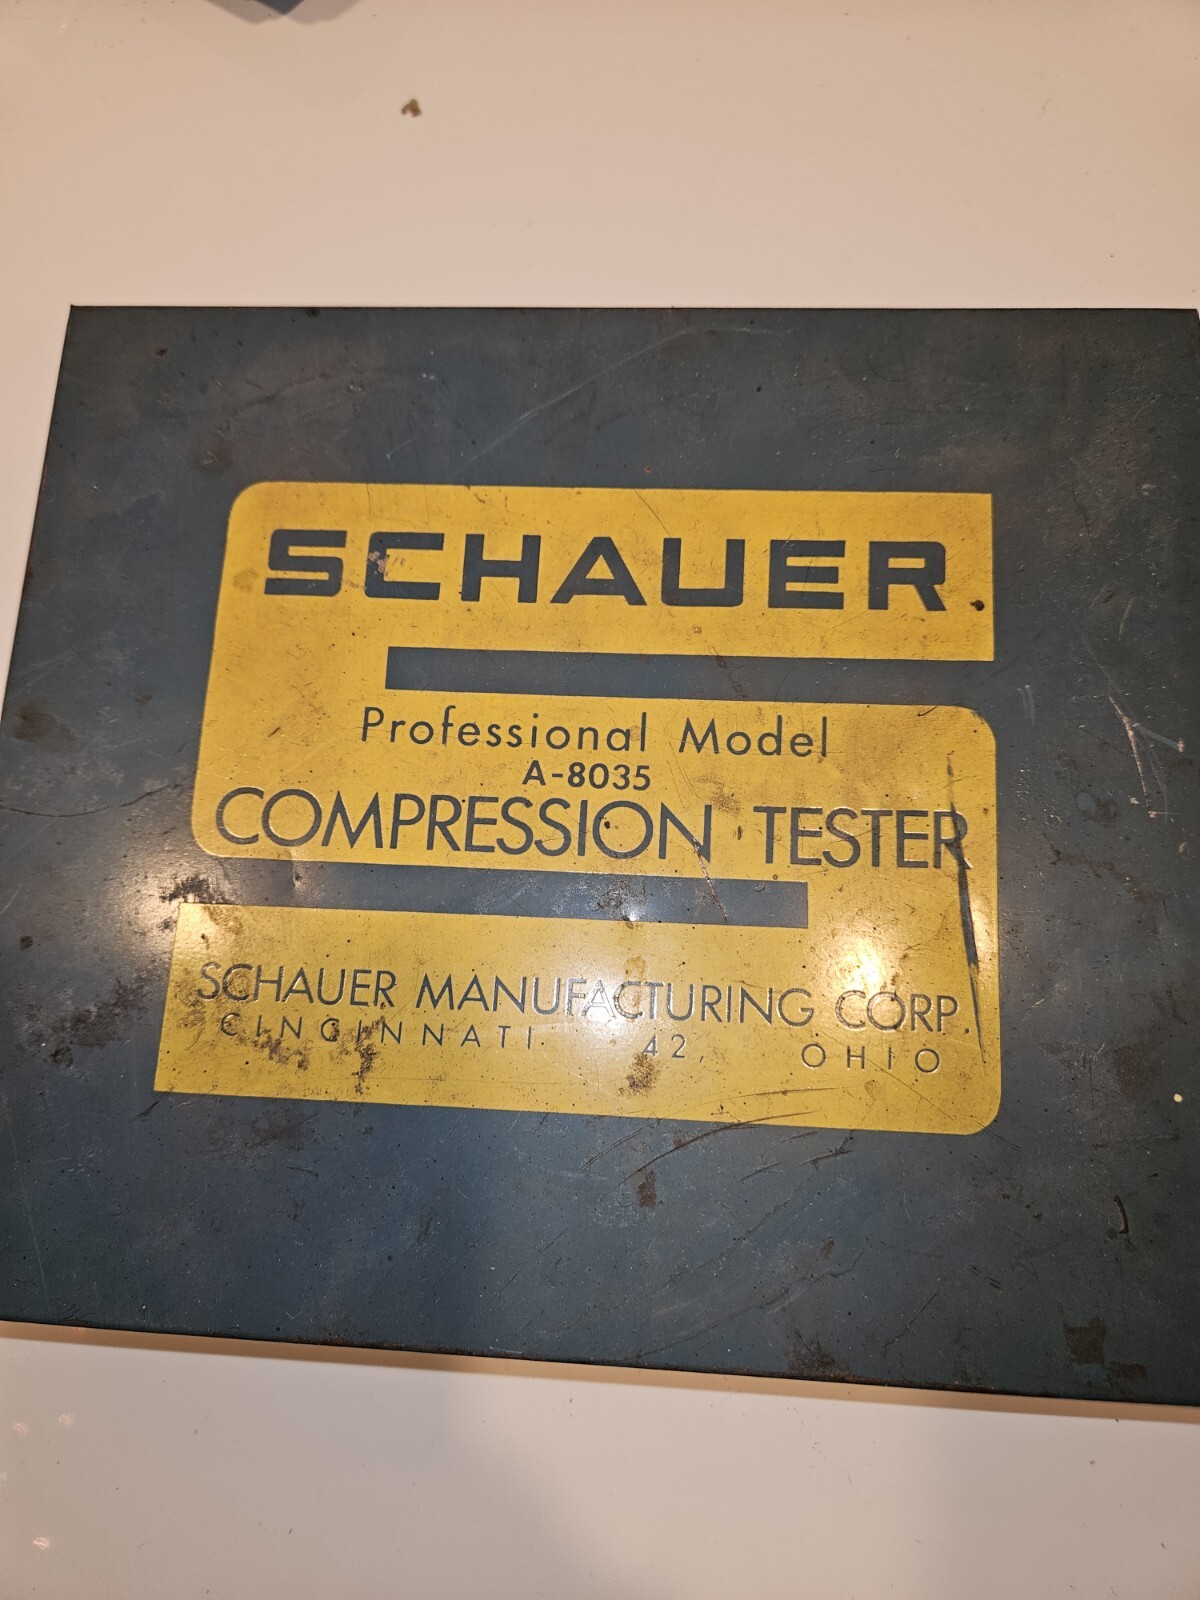 SCHAUER
Professional Model
A-8035
COMPRESSION TESTER
SCHAUER MANUFACTURING CORP.
CINCINNATI 42, OHIO